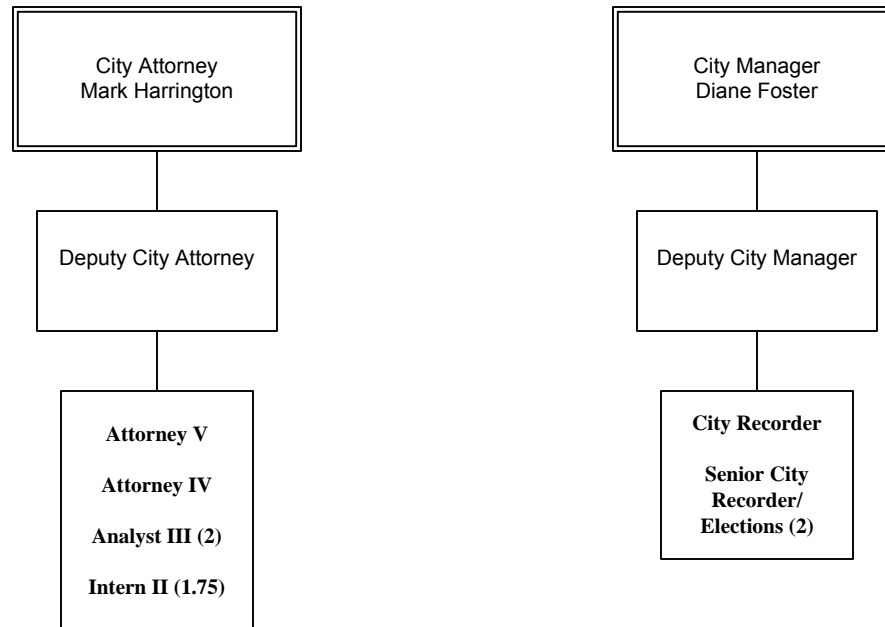 City Attorney
Mark Harrington
Deputy City Attorney
Attorney V
Attorney IV
Analyst III (2)
Intern II (1.75)
City Manager
Diane Foster
Deputy City Manager
City Recorder
Senior City
Recorder/
Elections (2)